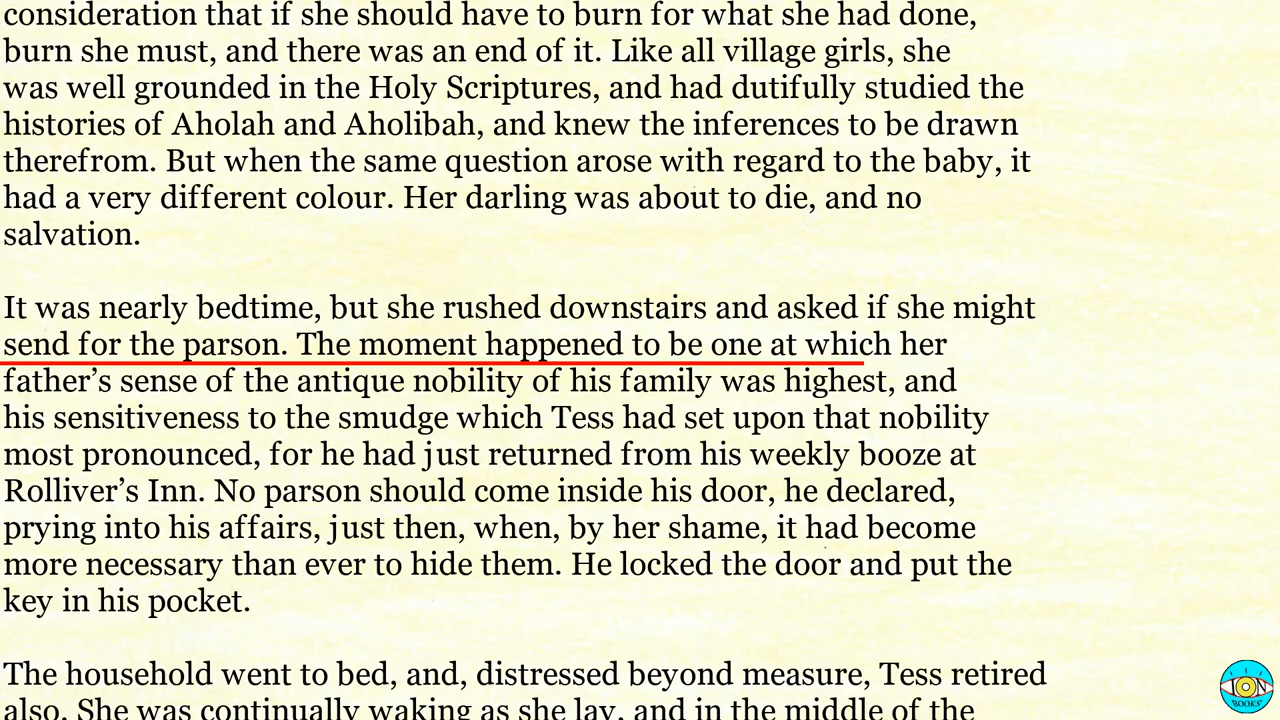 consideration that if she should have to burn for what she had done,
burn she must, and there was an end of it. Like all village girls, she
was well grounded in the Holy Scriptures, and had dutifully studied the
histories of Aholah and Aholibah, and knew the inferences to be drawn
therefrom. But when the same question arose with regard to the baby, it
had a very different colour. Her darling was about to die, and no
salvation.
It was nearly bedtime, but she rushed downstairs and asked if she might
send for the parson. The moment happened to be one at which her
father’s sense of the antique nobility of his family was highest, and
his sensitiveness to the smudge which Tess had set upon that nobility
most pronounced, for he had just returned from his weekly booze at
Rolliver’s Inn. No parson should come inside his door, he declared,
prying into his affairs, just then, when, by her shame, it had become
more necessary than ever to hide them. He locked the door and put the
key in his pocket.
The household went to bed, and, distressed beyond measure, Tess retired
also. She was continually waking as she lay, and in the middle of the
ION
BOOKS